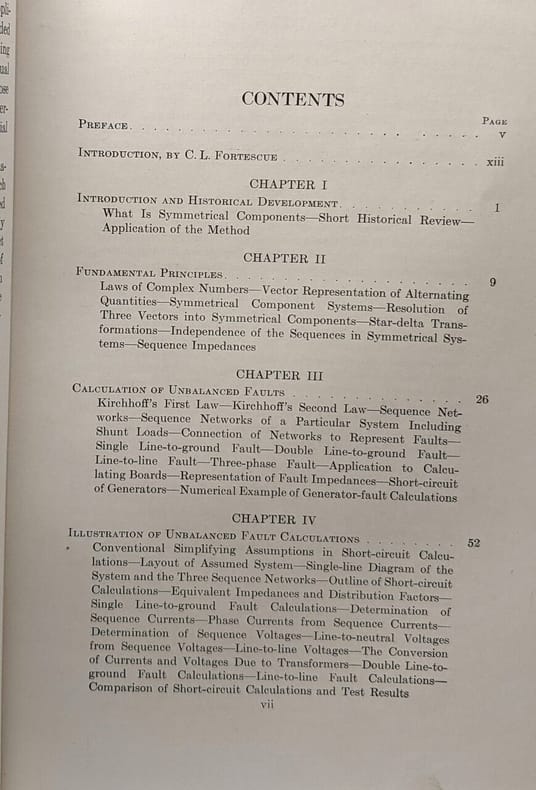 CONTENTS
PAGE
PREFACE. . . . . . . . . . . . . . . . . . . . . . . . v
INTRODUCTION, BY C. L. FORTESCUE . . . . . . . . . . . . . . . xiii
CHAPTER I
INTRODUCTION AND HISTORICAL DEVELOPMENT. . . . . . . . . . . 1
What Is Symmetrical Components—Short Historical Review—
Application of the Method
CHAPTER II
FUNDAMENTAL PRINCIPLES. . . . . . . . . . . . . . . . . . 9
Laws of Complex Numbers—Vector Representation of Alternating
Quantities—Symmetrical Component Systems—Resolution of
Three Vectors into Symmetrical Components—Star-delta Trans-
formations—Independence of the Sequences in Symmetrical Sys-
tems—Sequence Impedances
CHAPTER III
CALCULATION OF UNBALANCED FAULTS . . . . . . . . . . . . . 26
Kirchhoff's First Law—Kirchhoff's Second Law—Sequence Net-
works—Sequence Networks of a Particular System Including
Shunt Loads—Connection of Networks to Represent Faults—
Single Line-to-ground Fault—Double Line-to-ground Fault—
Line-to-line Fault—Three-phase Fault—Application to Calcu-
lating Boards—Representation of Fault Impedances—Short-circuit
of Generators—Numerical Example of Generator-fault Calculations
CHAPTER IV
ILLUSTRATION OF UNBALANCED FAULT CALCULATIONS . . . . . . . . 52
Conventional Simplifying Assumptions in Short-circuit Calcu-
lations—Layout of Assumed System—Single-line Diagram of the
System and the Three Sequence Networks—Outline of Short-circuit
Calculations—Equivalent Impedances and Distribution Factors—
Single Line-to-ground Fault Calculations—Determination of
Sequence Currents—Phase Currents from Sequence Currents—
Determination of Sequence Voltages—Line-to-neutral Voltages
from Sequence Voltages—Line-to-line Voltages—The Conversion
of Currents and Voltages Due to Transformers—Double Line-to-
ground Fault Calculations—Line-to-line Fault Calculations—
Comparison of Short-circuit Calculations and Test Results
vii